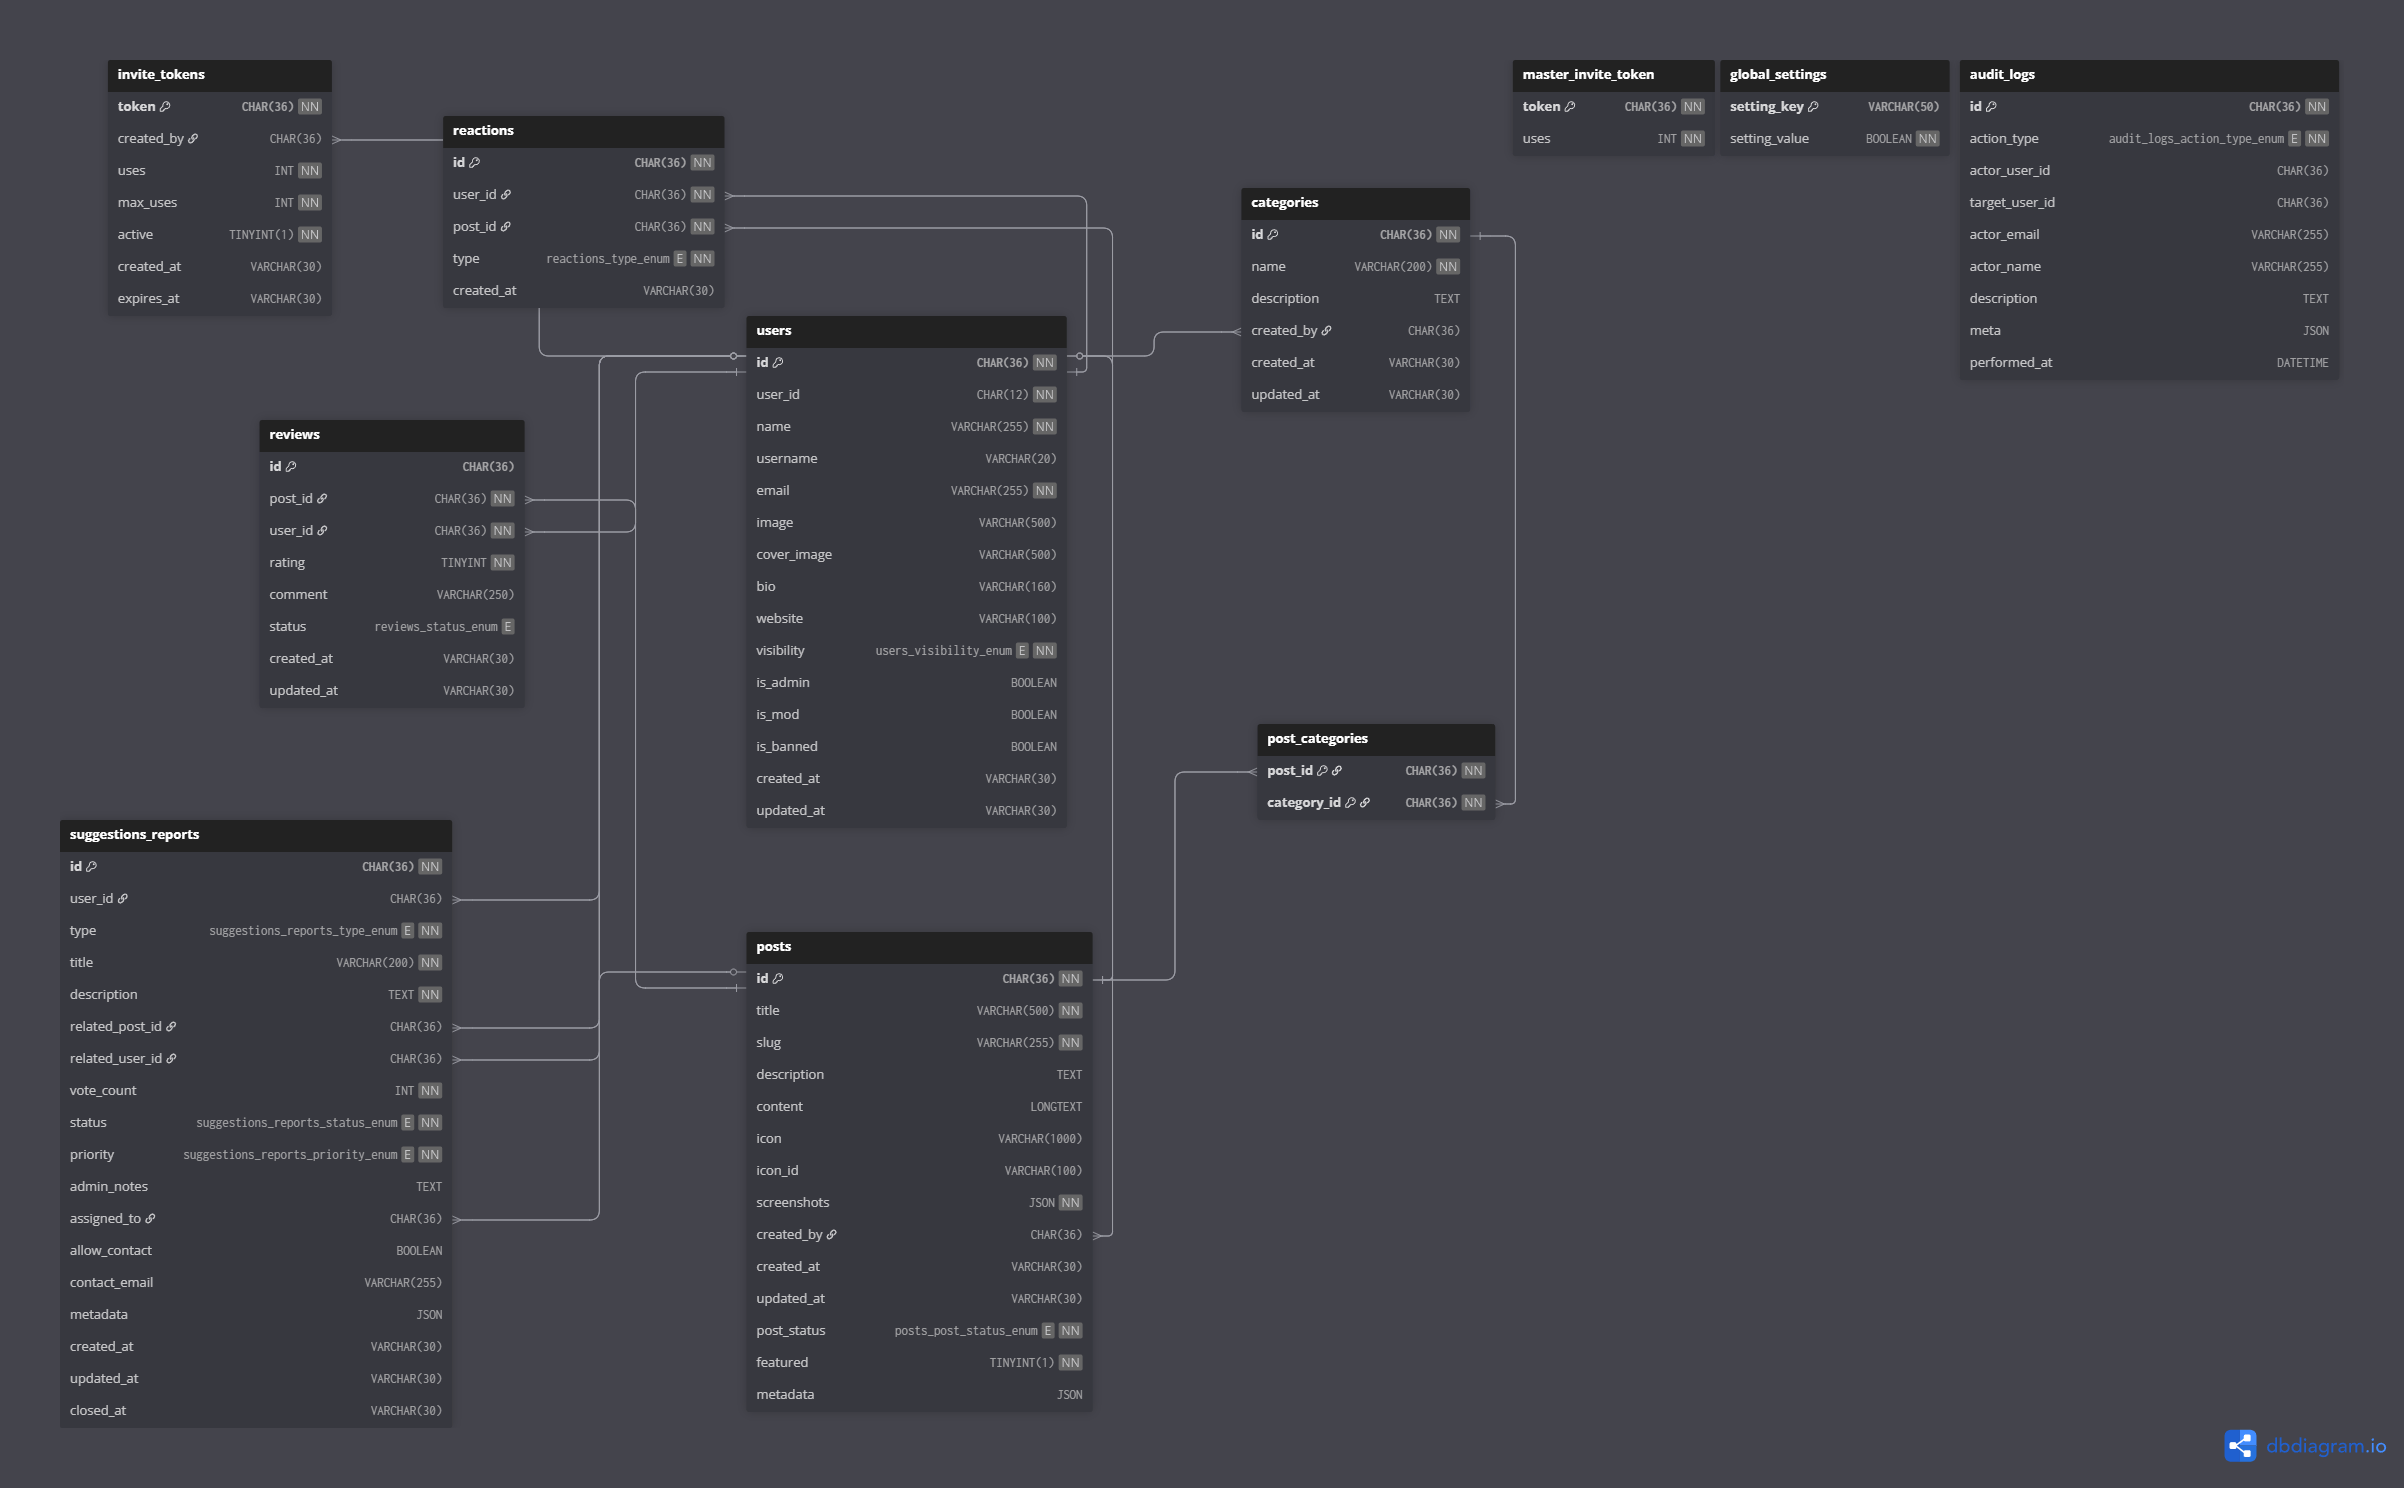 invite_tokens
token CHAR(36) NN
created_by CHAR(36)
uses INT NN
max_uses INT NN
active TINYINT(1) NN
created_at VARCHAR(30)
expires_at VARCHAR(30)
reactions
id CHAR(36) NN
user_id CHAR(36) NN
post_id CHAR(36) NN
type reactions_type_enum E NN
created_at VARCHAR(30)
master_invite_token
token CHAR(36) NN
uses INT NN
global_settings
setting_key VARCHAR(50)
setting_value BOOLEAN NN
audit_logs
id CHAR(36) NN
action_type audit_logs_action_type_enum E NN
actor_user_id CHAR(36)
target_user_id CHAR(36)
actor_email VARCHAR(255)
actor_name VARCHAR(255)
description TEXT
meta JSON
performed_at DATETIME
categories
id CHAR(36) NN
name VARCHAR(200) NN
description TEXT
created_by CHAR(36)
created_at VARCHAR(30)
updated_at VARCHAR(30)
users
id CHAR(36) NN
user_id CHAR(12) NN
name VARCHAR(255) NN
username VARCHAR(20)
email VARCHAR(255) NN
image VARCHAR(500)
cover_image VARCHAR(500)
bio VARCHAR(160)
website VARCHAR(100)
visibility users_visibility_enum E NN
is_admin BOOLEAN
is_mod BOOLEAN
is_banned BOOLEAN
created_at VARCHAR(30)
updated_at VARCHAR(30)
reviews
id CHAR(36)
post_id CHAR(36) NN
user_id CHAR(36) NN
rating TINYINT NN
comment VARCHAR(250)
status reviews_status_enum E
created_at VARCHAR(30)
updated_at VARCHAR(30)
post_categories
post_id CHAR(36) NN
category_id CHAR(36) NN
suggestions_reports
id CHAR(36) NN
user_id CHAR(36)
type suggestions_reports_type_enum E NN
title VARCHAR(200) NN
description TEXT NN
related_post_id CHAR(36)
related_user_id CHAR(36)
vote_count INT NN
status suggestions_reports_status_enum E NN
priority suggestions_reports_priority_enum E NN
admin_notes TEXT
assigned_to CHAR(36)
allow_contact BOOLEAN
contact_email VARCHAR(255)
metadata JSON
created_at VARCHAR(30)
updated_at VARCHAR(30)
closed_at VARCHAR(30)
posts
id CHAR(36) NN
title VARCHAR(500) NN
slug VARCHAR(255) NN
description TEXT
content LONGTEXT
icon VARCHAR(1000)
icon_id VARCHAR(100)
screenshots JSON NN
created_by CHAR(36)
created_at VARCHAR(30)
updated_at VARCHAR(30)
post_status posts_post_status_enum E NN
featured TINYINT(1) NN
metadata JSON
dbdiagram.io